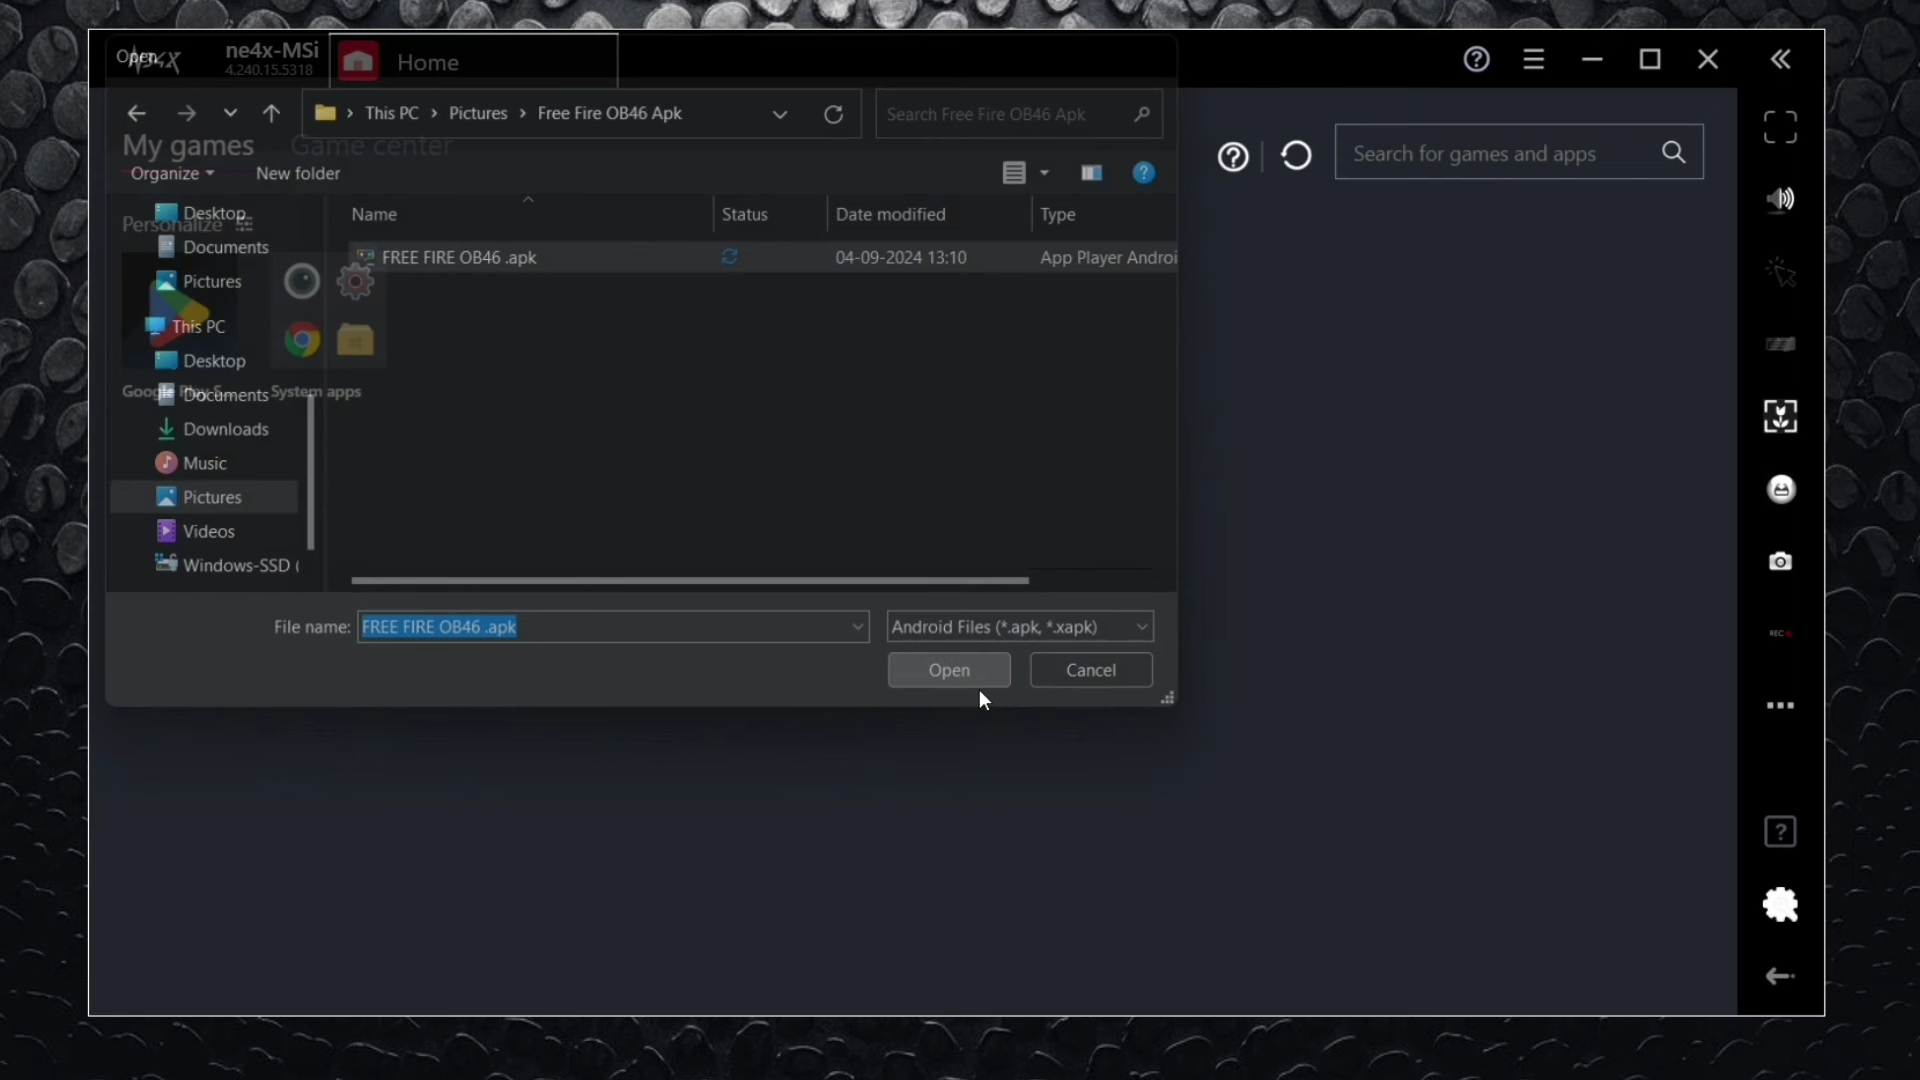 Open
ne4x-MSi
4.240.15.5318
Home
This PC > Pictures > Free Fire OB46 Apk
Search Free Fire OB46 Apk
My games
Game center
Search for games and apps
Organize
New folder
Personalize
Name
Status
Date modified
Type
FREE FIRE OB46 .apk
04-09-2024 13:10
App Player Androi
Desktop
Documents
Pictures
This PC
Desktop
Documents
Google Play S...
System apps
Downloads
Music
Pictures
Videos
Windows-SSD (
File name:
FREE FIRE OB46 .apk
Android Files (*.apk, *.xapk)
Open
Cancel
REC